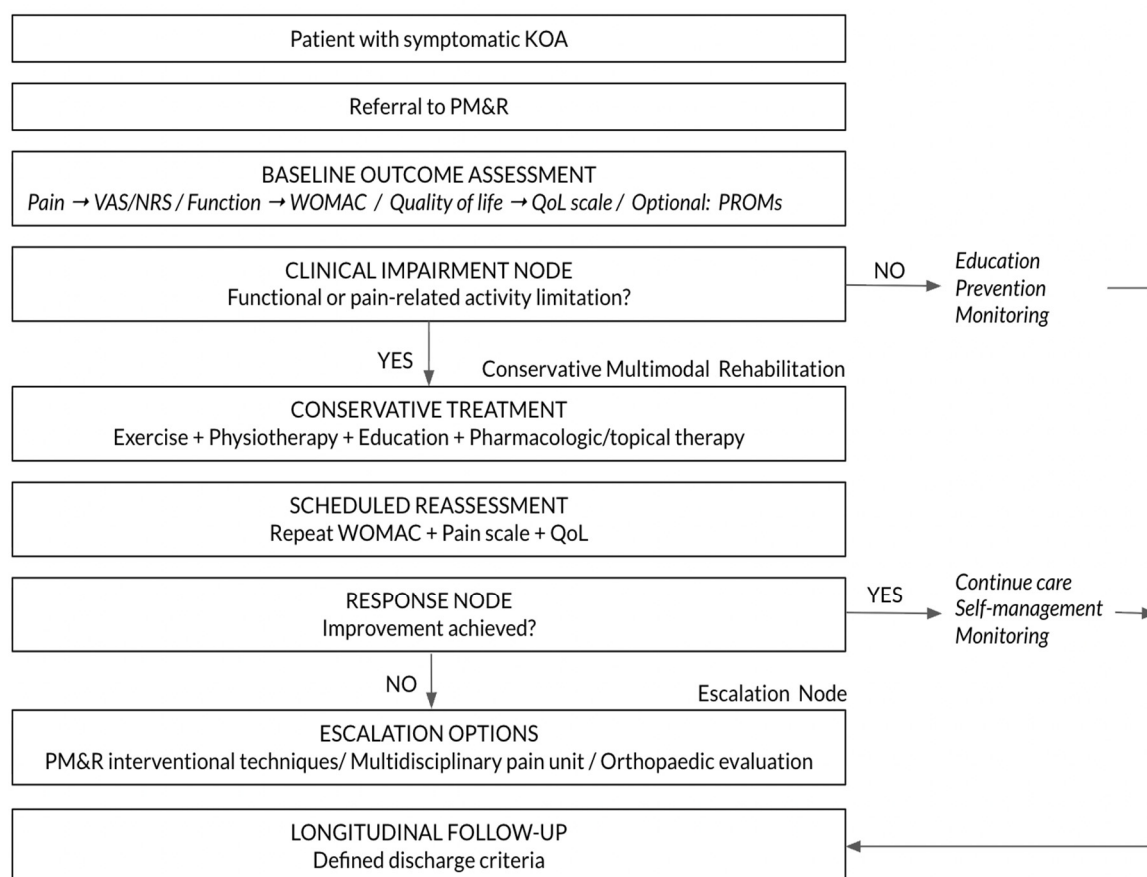 Patient with symptomatic KOA
Referral to PM&R
BASELINE OUTCOME ASSESSMENT
Pain → VAS/NRS / Function → WOMAC / Quality of life → QoL scale / Optional: PROMs
CLINICAL IMPAIRMENT NODE
Functional or pain-related activity limitation?
NO
Education
Prevention
Monitoring
YES
Conservative Multimodal Rehabilitation
CONSERVATIVE TREATMENT
Exercise + Physiotherapy + Education + Pharmacologic/topical therapy
SCHEDULED REASSESSMENT
Repeat WOMAC + Pain scale + QoL
RESPONSE NODE
Improvement achieved?
YES
Continue care
Self-management
Monitoring
NO
Escalation Node
ESCALATION OPTIONS
PM&R interventional techniques/ Multidisciplinary pain unit / Orthopaedic evaluation
LONGITUDINAL FOLLOW-UP
Defined discharge criteria